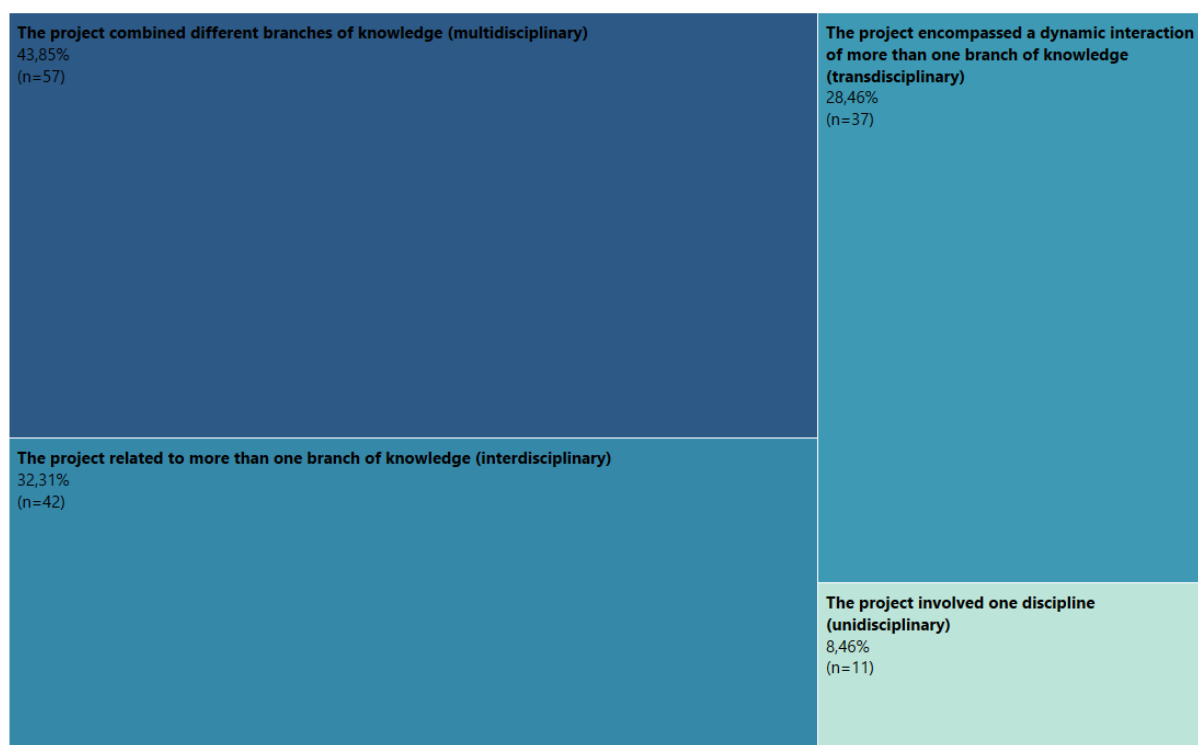 The project combined different branches of knowledge (multidisciplinary)
43,85%
(n=57)
The project encompassed a dynamic interaction
of more than one branch of knowledge
(transdisciplinary)
28,46%
(n=37)
The project related to more than one branch of knowledge (interdisciplinary)
32,31%
(n=42)
The project involved one discipline
(unidisciplinary)
8,46%
(n=11)